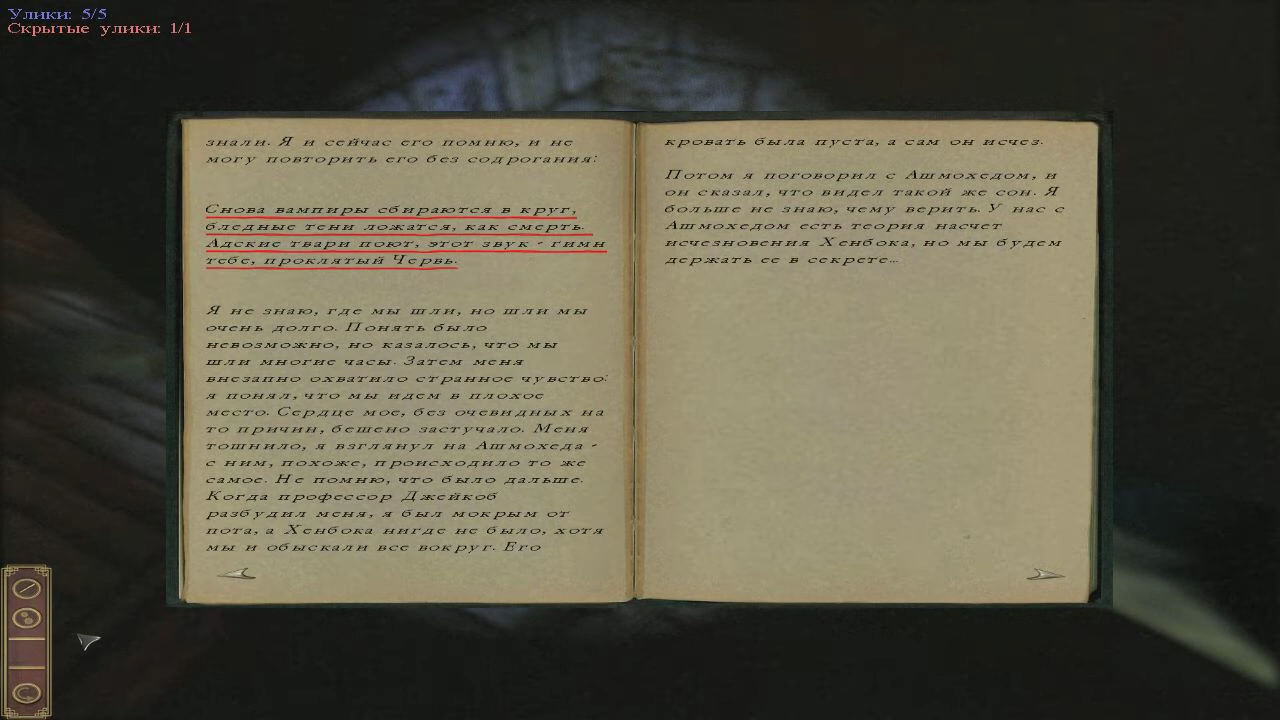 Улики: 5/5
Скрытые улики: 1/1
знали. Я и сейчас его помню, и не
могу повторить его без содрогания:
Снова вампиры сбираются в круг,
бледные тени ложатся, как смерть.
Адские твари поют, этот звук - гимн
тебе, проклятый Червь.
Я не знаю, где мы шли, но шли мы
очень долго. Понять было
невозможно, но казалось, что мы
шли многие часы. Затем меня
внезапно охватило странное чувство:
я понял, что мы идем в плохое
место. Сердце мое, без очевидных на
то причин, бешено застучало. Меня
тошнило, я взглянул на Ашмохеда -
с ним, похоже, происходило то же
самое. Не помню, что было дальше.
Когда профессор Джейкоб
разбудил меня, я был мокрым от
пота, а Хенбока нигде не было, хотя
мы и обыскали все вокруг. Его
кровать была пуста, а сам он исчез.
Потом я поговорил с Ашмохедом, и
он сказал, что видел такой же сон. Я
больше не знаю, чему верить. У нас с
Ашмохедом есть теория насчет
исчезновения Хенбока, но мы будем
держать ее в секрете...